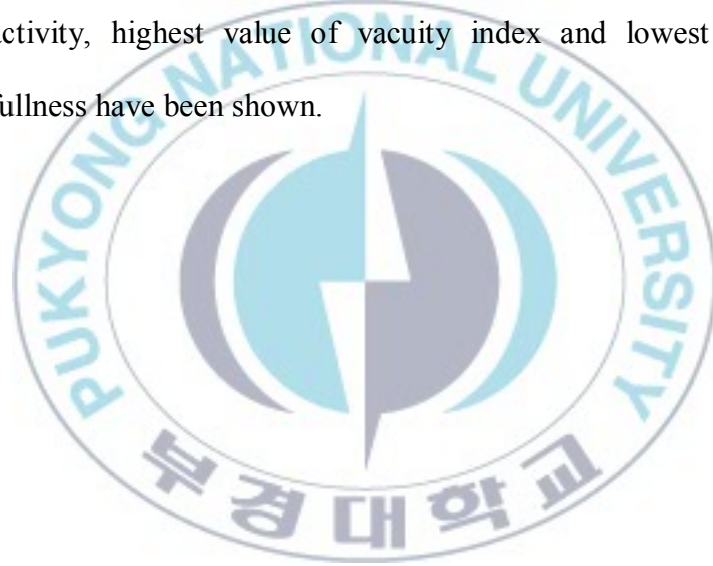 activity, highest value of vacuity index and lowest
fullness have been shown.
PUKYONG NATIONAL UNIVERSITY
부경대학교